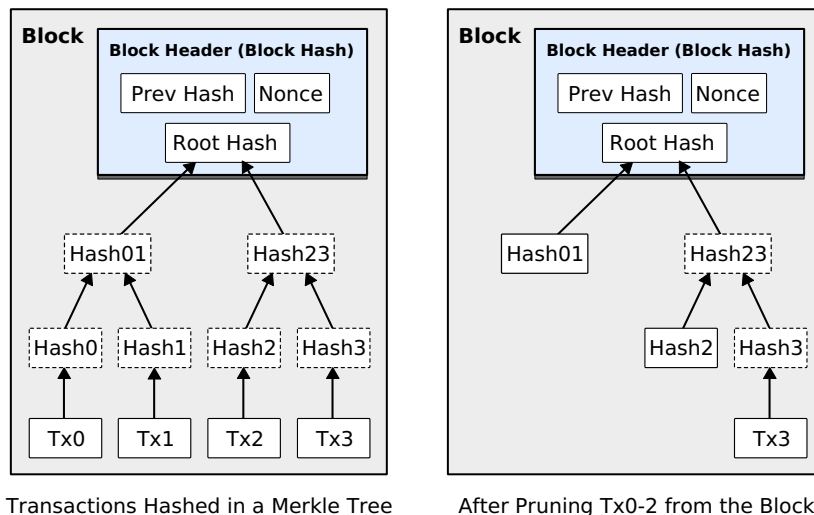 Block
Block Header (Block Hash)
Prev Hash
Nonce
Root Hash
Hash01
Hash23
Hash0
Hash1
Hash2
Hash3
Tx0
Tx1
Tx2
Tx3
Transactions Hashed in a Merkle Tree
Block
Block Header (Block Hash)
Prev Hash
Nonce
Root Hash
Hash01
Hash23
Hash2
Hash3
Tx3
After Pruning Tx0-2 from the Block